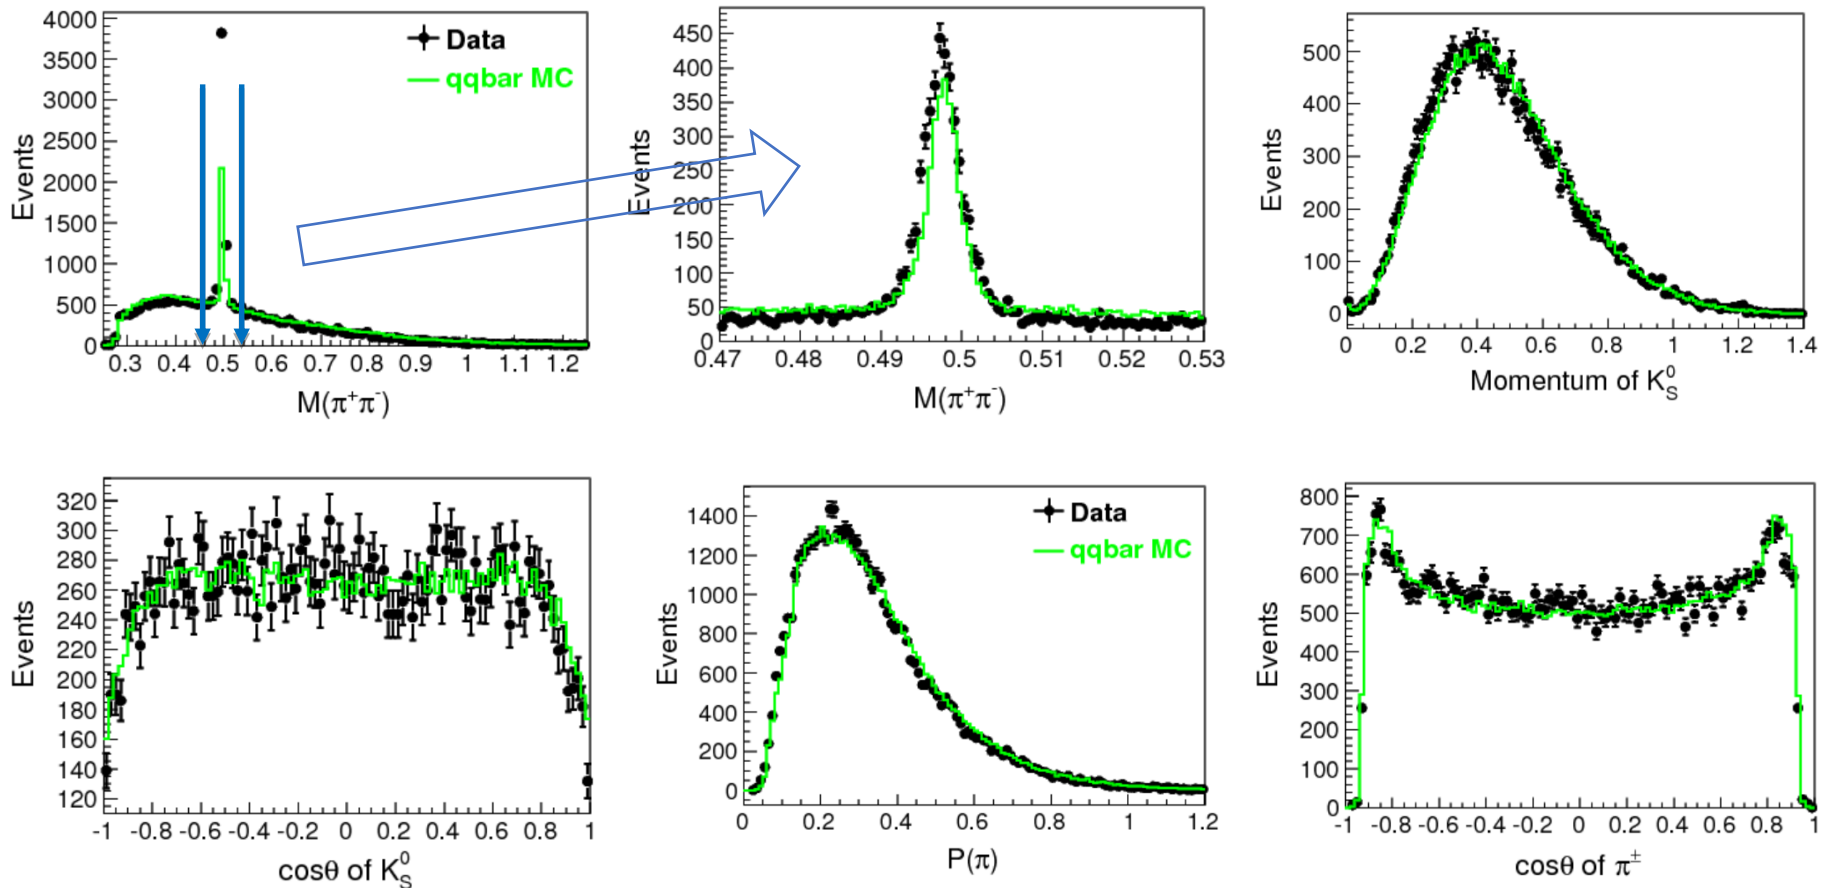 4000
3500
3000
2500
2000
1500
1000
500
0
Events
Data
qqbar MC
0.3 0.4 0.5 0.6 0.7 0.8 0.9 1 1.1 1.2
M(π⁺π⁻)
450
400
350
300
250
200
150
100
50
0
Events
0.47 0.48 0.49 0.5 0.51 0.52 0.53
M(π⁺π⁻)
500
400
300
200
100
0
Events
0 0.2 0.4 0.6 0.8 1 1.2 1.4
Momentum of K⁰_S
320
300
280
260
240
220
200
180
160
140
120
Events
-1 -0.8 -0.6 -0.4 -0.2 0 0.2 0.4 0.6 0.8 1
cosθ of K⁰_S
1400
1200
1000
800
600
400
200
0
Events
Data
qqbar MC
0 0.2 0.4 0.6 0.8 1 1.2
P(π)
800
700
600
500
400
300
200
100
0
Events
-1 -0.8 -0.6 -0.4 -0.2 0 0.2 0.4 0.6 0.8 1
cosθ of π±